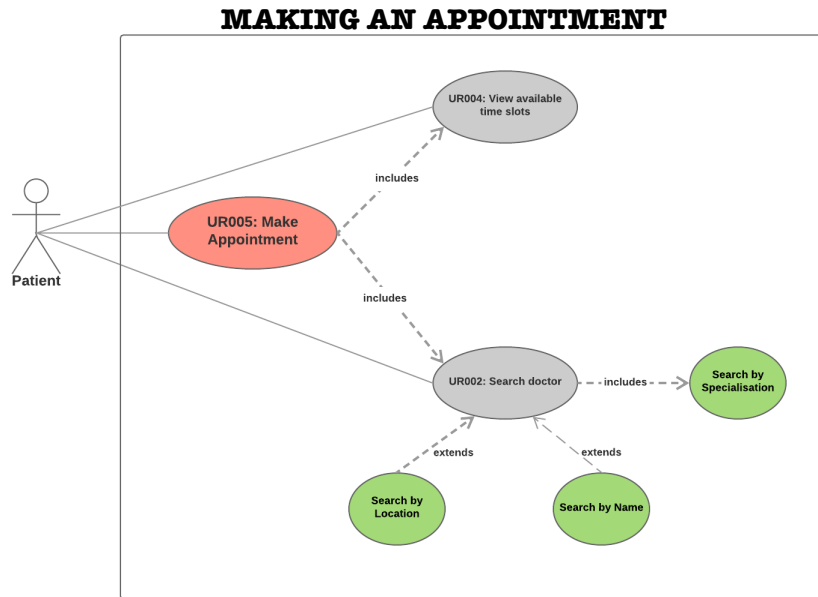 MAKING AN APPOINTMENT
UR004: View available
time slots
includes
UR005: Make
Appointment
Patient
includes
UR002: Search doctor
includes
Search by
Specialisation
extends
extends
Search by
Location
Search by Name